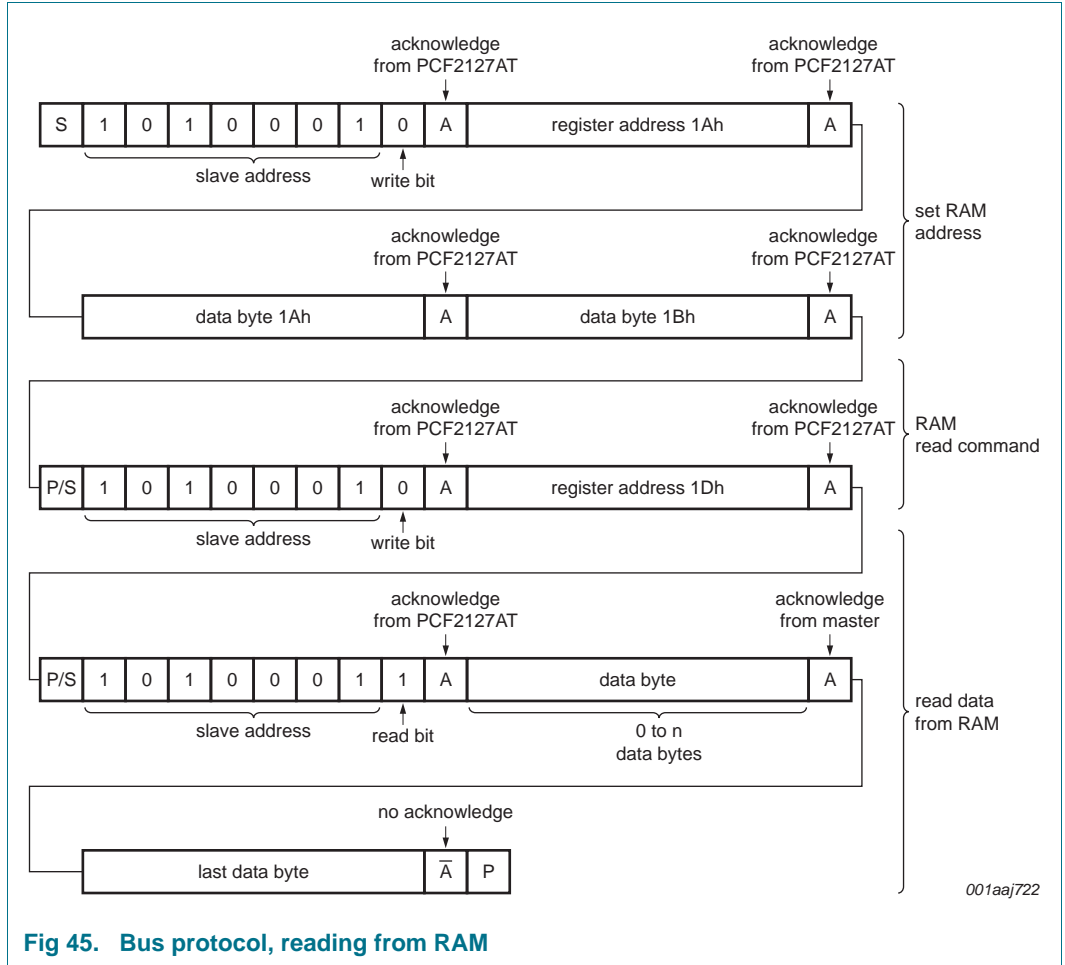 acknowledge
from PCF2127AT
acknowledge
from PCF2127AT
S 1 0 1 0 0 0 1 0 A register address 1Ah A
slave address
write bit
set RAM
address
acknowledge
from PCF2127AT
acknowledge
from PCF2127AT
data byte 1Ah A data byte 1Bh A
acknowledge
from PCF2127AT
acknowledge
from PCF2127AT
RAM
read command
P/S 1 0 1 0 0 0 1 0 A register address 1Dh A
slave address
write bit
acknowledge
from PCF2127AT
acknowledge
from master
P/S 1 0 1 0 0 0 1 1 A data byte A
slave address
read bit
0 to n
data bytes
read data
from RAM
no acknowledge
last data byte A̅ P
001aaj722
Fig 45. Bus protocol, reading from RAM